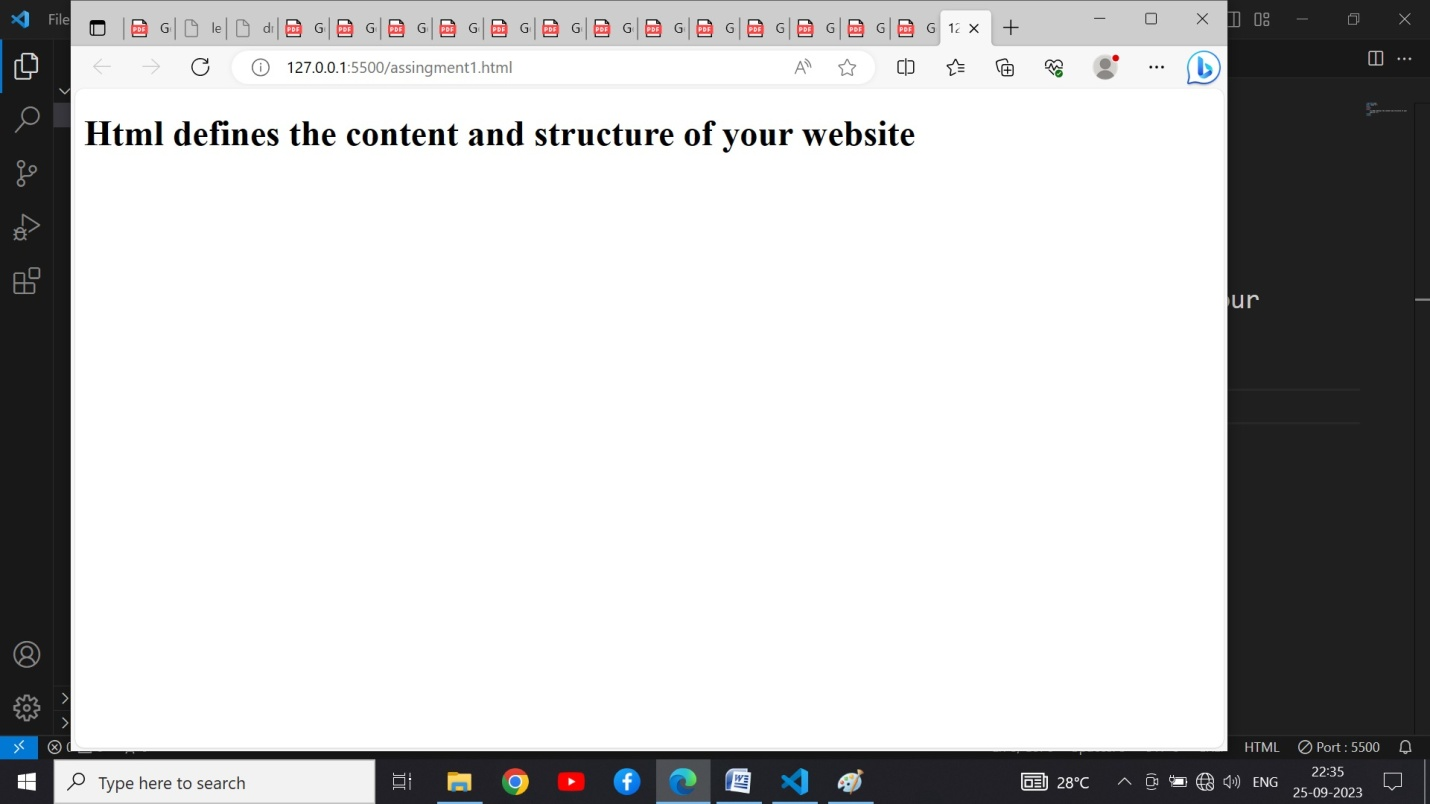 File
le
127.0.0.1:5500/assingment1.html
Html defines the content and structure of your website
HTML
Port : 5500
Type here to search
28°C
ENG
22:35
25-09-2023